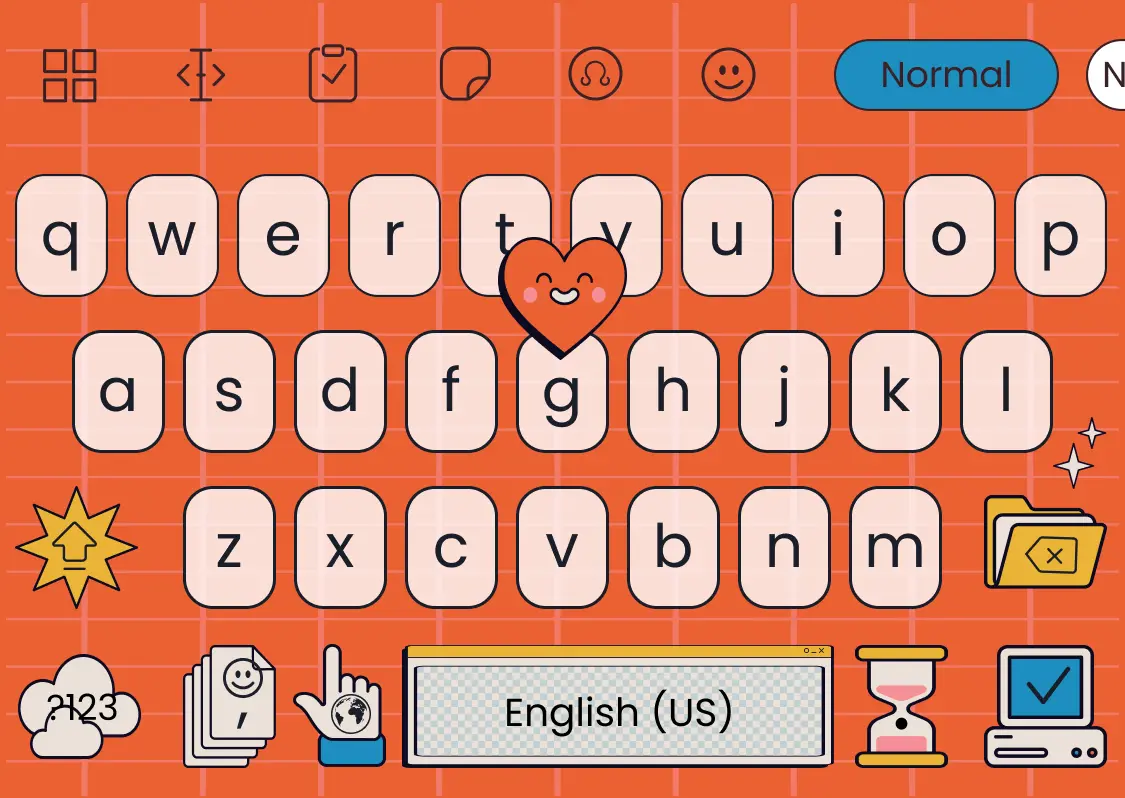 Normal N
q w e r t y u i o p
a s d f g h j k l
z x c v b n m
?123 , English (US) .